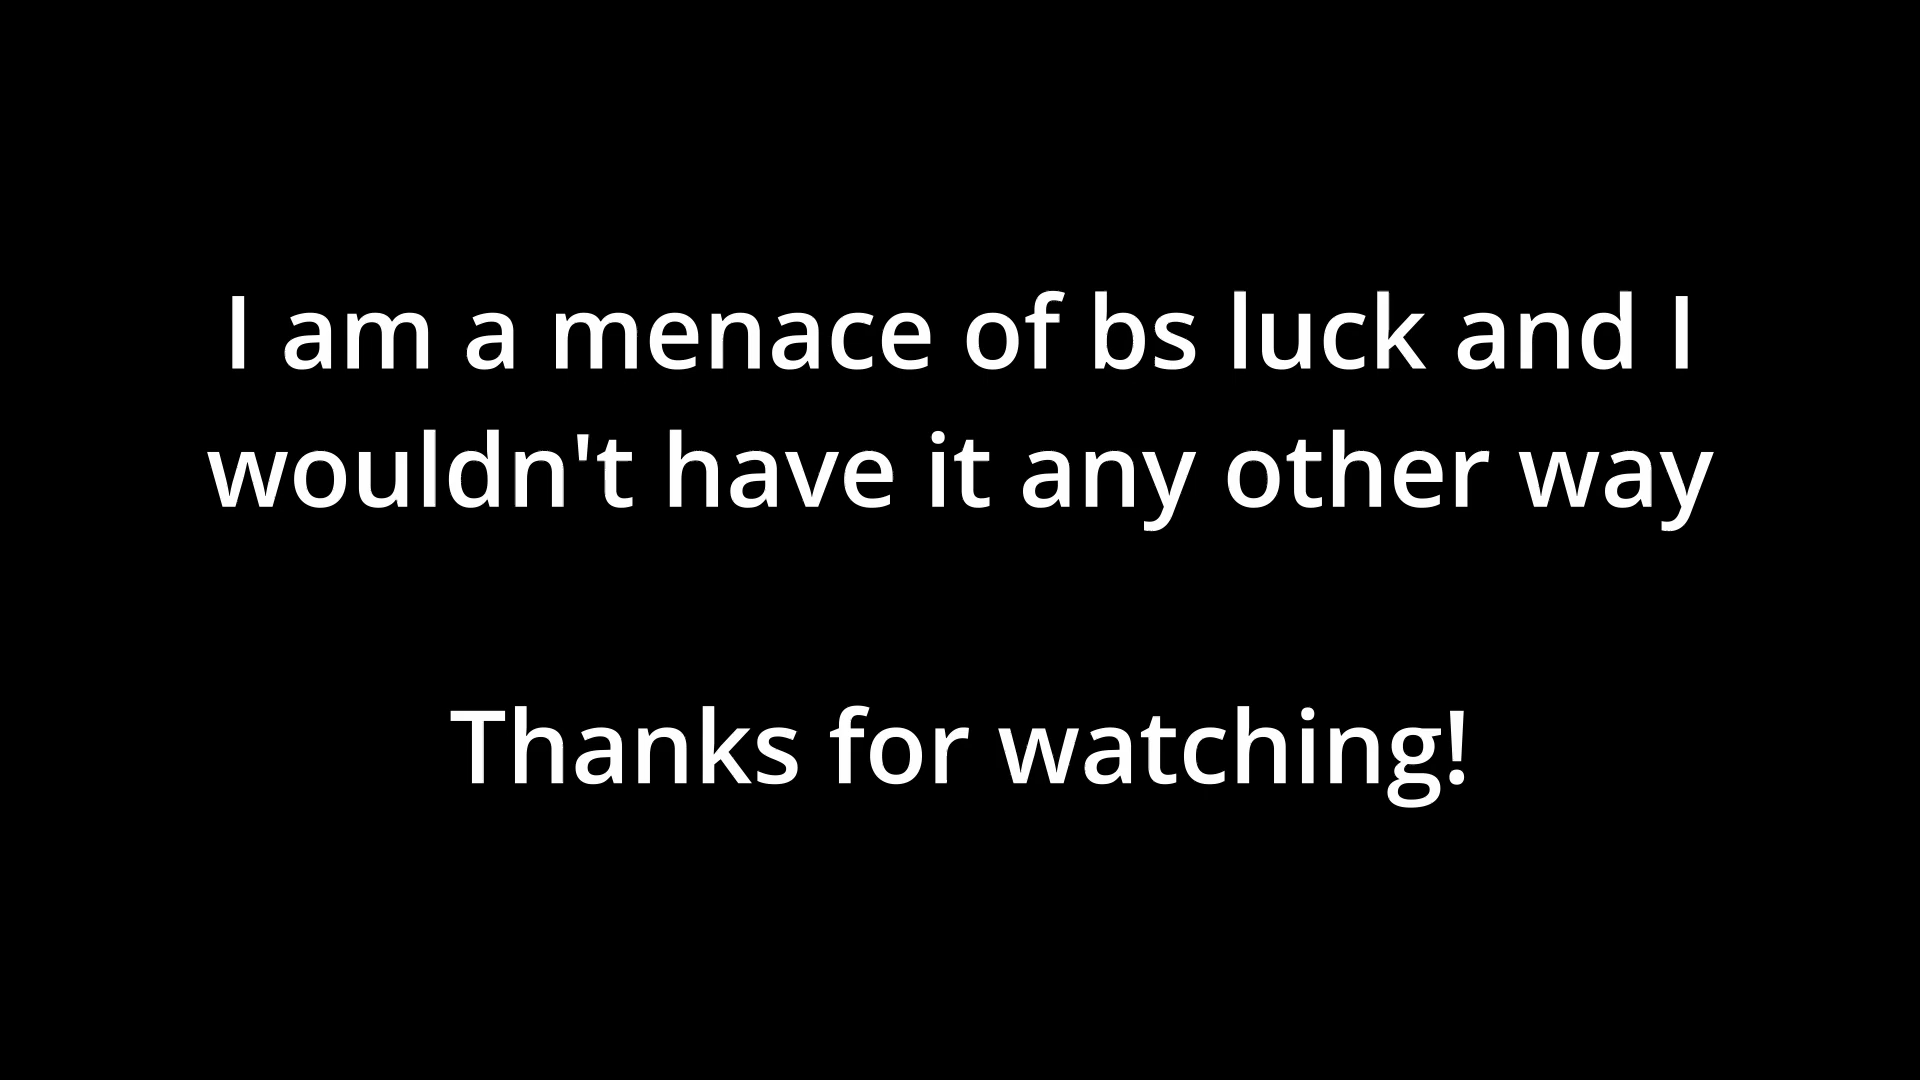 I am a menace of bs luck and I
wouldn't have it any other way
Thanks for watching!